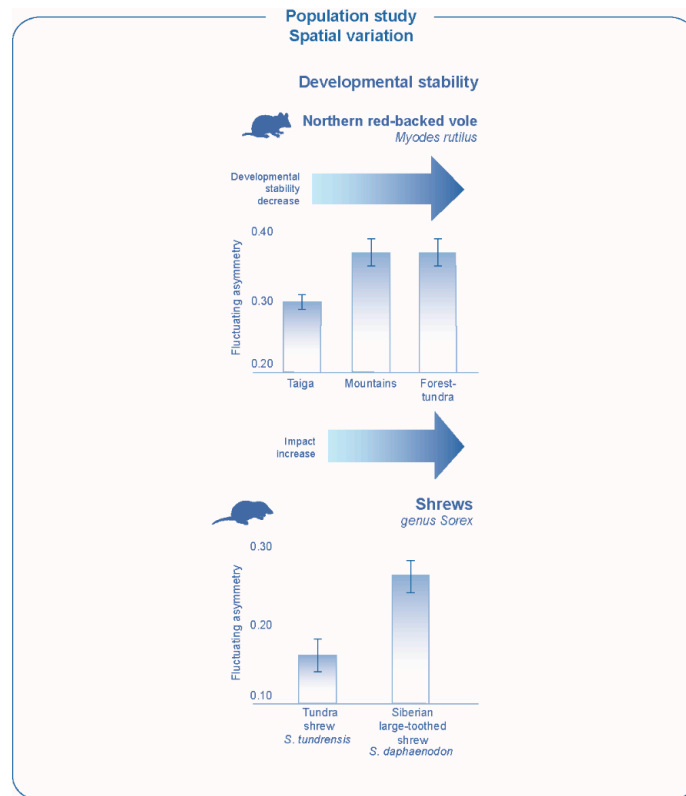 Population study
Spatial variation
Developmental stability
Northern red-backed vole
Myodes rutilus
Developmental
stability
decrease
Fluctuating asymmetry
0.40
0.30
0.20
Taiga
Mountains
Forest-
tundra
Impact
increase
Shrews
genus Sorex
Fluctuating asymmetry
0.30
0.20
0.10
Tundra
shrew
S. tundrensis
Siberian
large-toothed
shrew
S. daphaenodon